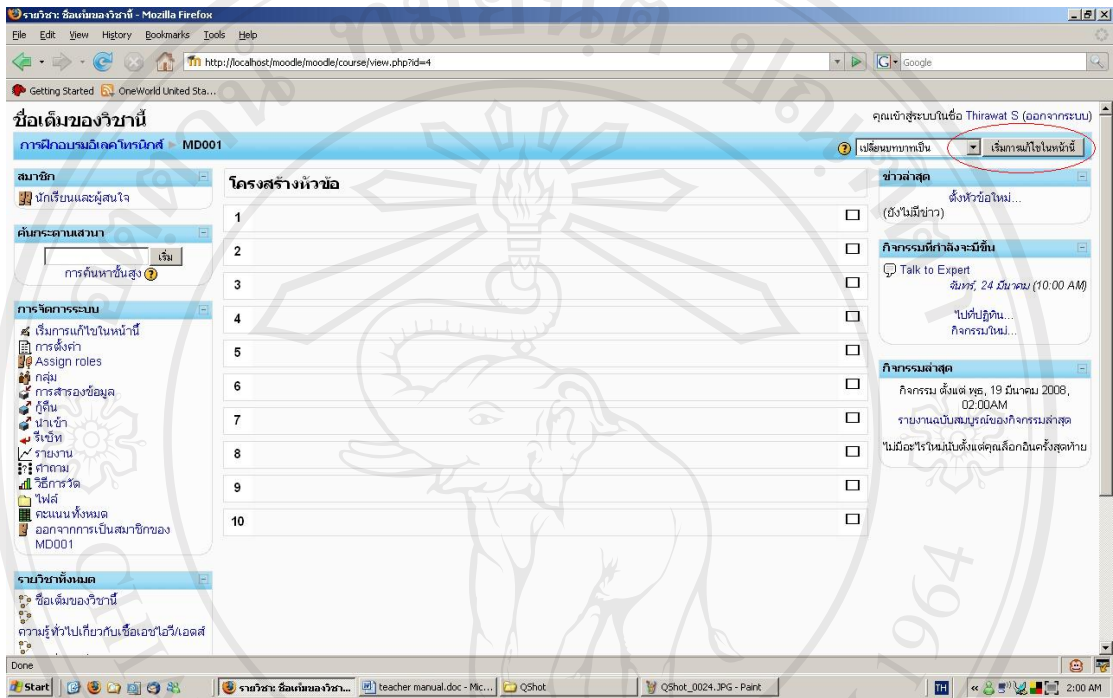 รายวิชา: ชื่อเต็มของวิชานี้ - Mozilla Firefox
File Edit View History Bookmarks Tools Help
http://localhost/moodle/moodle/course/view.php?id=4
Google
Getting Started OneWorld United Sta...
ชื่อเต็มของวิชานี้
คุณเข้าสู่ระบบในชื่อ Thirawat S (ออกจากระบบ)
การฝึกอบรมอิเลคโทรนิกส์ MD001
เปลี่ยนบทบาทเป็น
เริ่มการแก้ไขในหน้านี้
สมาชิก
นักเรียนและผู้สนใจ
ค้นกระดานเสวนา
เริ่ม
การค้นหาขั้นสูง
การจัดการระบบ
เริ่มการแก้ไขในหน้านี้
การตั้งค่า
Assign roles
กลุ่ม
การสำรองข้อมูล
กู้คืน
นำเข้า
รีเซ็ท
รายงาน
คำถาม
วิธีการวัด
ไฟล์
คะแนนทั้งหมด
ออกจากการเป็นสมาชิกของ
MD001
รายวิชาทั้งหมด
ชื่อเต็มของวิชานี้
ความรู้ทั่วไปเกี่ยวกับเชื้อเอชไอวี/เอดส์
โครงสร้างหัวข้อ
1
2
3
4
5
6
7
8
9
10
ข่าวล่าสุด
ตั้งหัวข้อใหม่...
(ยังไม่มีข่าว)
กิจกรรมที่กำลังจะมีขึ้น
Talk to Expert
จันทร์, 24 มีนาคม (10:00 AM)
ไปที่ปฏิทิน...
กิจกรรมใหม่...
กิจกรรมล่าสุด
กิจกรรม ตั้งแต่ พุธ, 19 มีนาคม 2008,
02:00AM
รายงานฉบับสมบูรณ์ของกิจกรรมล่าสุด
ไม่มีอะไรใหม่นับตั้งแต่คุณล็อกอินครั้งสุดท้าย
Done
Start
รายวิชา: ชื่อเต็มของวิชา...
teacher manual.doc - Mic...
QShot
QShot_0024.JPG - Paint
TH
2:00 AM
1964